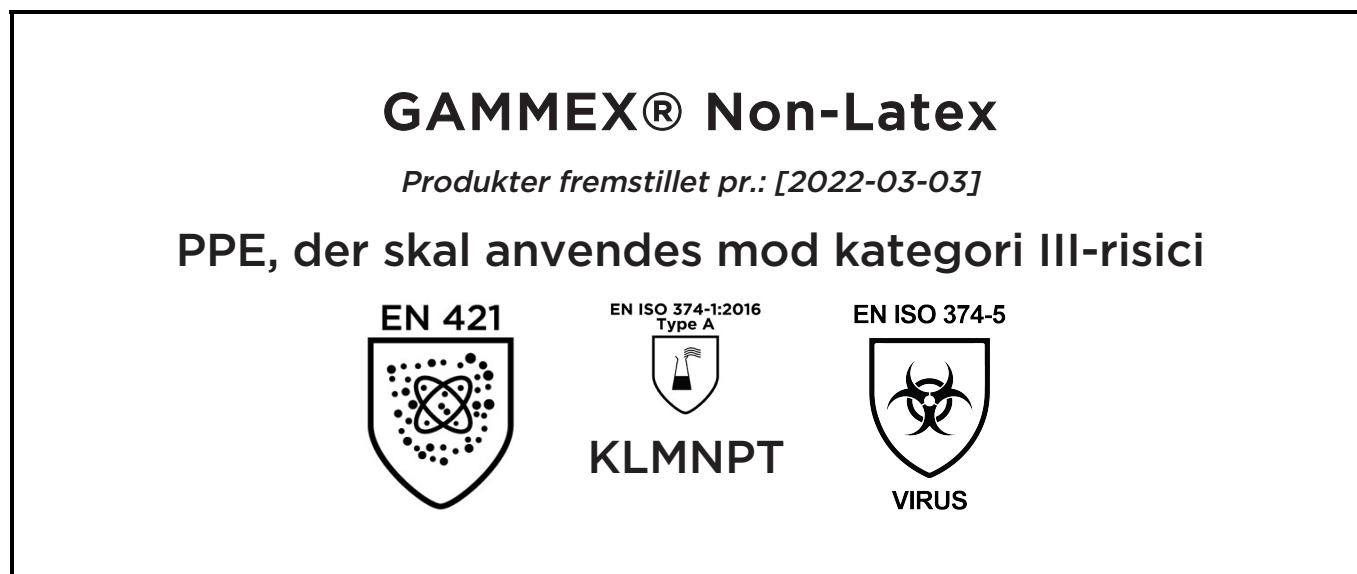 GAMMEX® Non-Latex
Produkter fremstillet pr.: [2022-03-03]
PPE, der skal anvendes mod kategori III-risici
EN 421
EN ISO 374-1:2016
Type A
KLMNPT
EN ISO 374-5
VIRUS